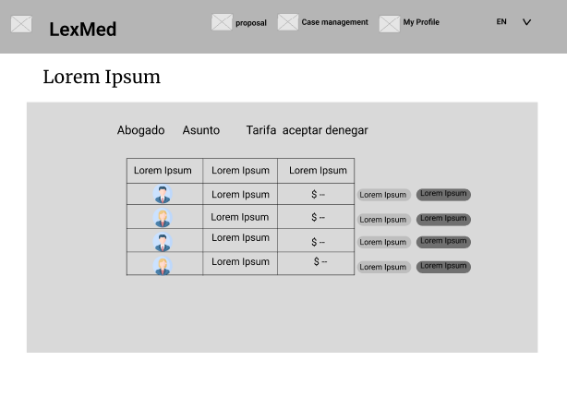 LexMed proposal Case management My Profile EN
Lorem Ipsum
Abogado Asunto Tarifa aceptar denegar
Lorem Ipsum Lorem Ipsum Lorem Ipsum
Lorem Ipsum $ -- Lorem Ipsum Lorem Ipsum
Lorem Ipsum $ -- Lorem Ipsum Lorem Ipsum
Lorem Ipsum $ -- Lorem Ipsum Lorem Ipsum
Lorem Ipsum $ -- Lorem Ipsum Lorem Ipsum